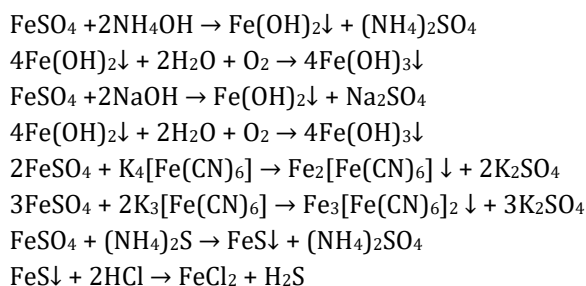 FeSO₄ +2NH₄OH → Fe(OH)₂↓ + (NH₄)₂SO₄
4Fe(OH)₂↓ + 2H₂O + O₂ → 4Fe(OH)₃↓
FeSO₄ +2NaOH → Fe(OH)₂↓ + Na₂SO₄
4Fe(OH)₂↓ + 2H₂O + O₂ → 4Fe(OH)₃↓
2FeSO₄ + K₄[Fe(CN)₆] → Fe₂[Fe(CN)₆] ↓ + 2K₂SO₄
3FeSO₄ + 2K₃[Fe(CN)₆] → Fe₃[Fe(CN)₆]₂ ↓ + 3K₂SO₄
FeSO₄ + (NH₄)₂S → FeS↓ + (NH₄)₂SO₄
FeS↓ + 2HCl → FeCl₂ + H₂S